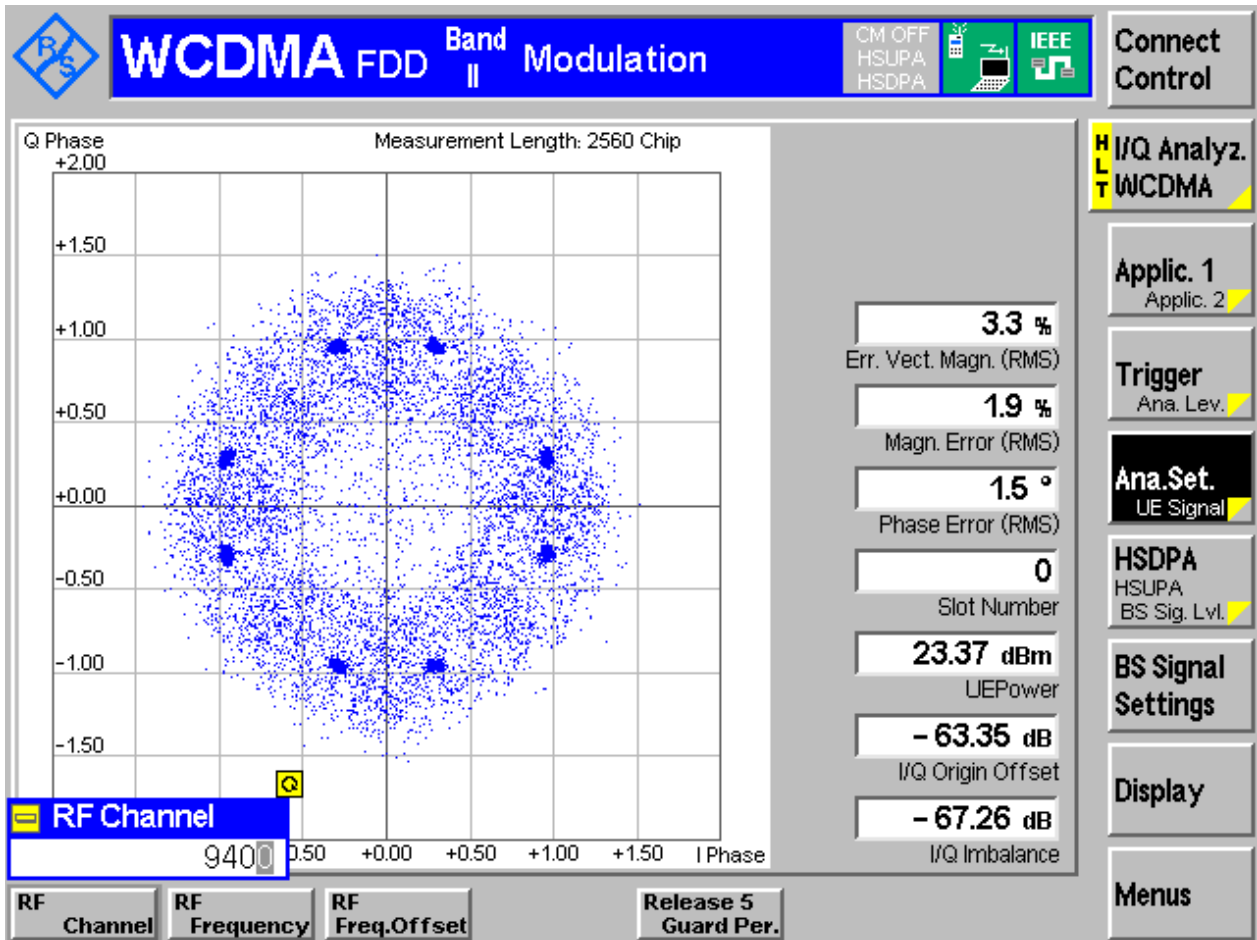 R/S
WCDMA FDD Band II Modulation
CM OFF
HSUPA
HSDPA
IEEE
Connect
Control
Q Phase
Measurement Length: 2560 Chip
+2.00
+1.50
+1.00
+0.50
+0.00
-0.50
-1.00
-1.50
Q
RF Channel
9400
0.50 +0.00 +0.50 +1.00 +1.50 I Phase
3.3 %
Err. Vect. Magn. (RMS)
1.9 %
Magn. Error (RMS)
1.5 °
Phase Error (RMS)
0
Slot Number
23.37 dBm
UEPower
- 63.35 dB
I/Q Origin Offset
- 67.26 dB
I/Q Imbalance
HLT
I/Q Analyz.
WCDMA
Applic. 1
Applic. 2
Trigger
Ana. Lev.
Ana.Set.
UE Signal
HSDPA
HSUPA
BS Sig. Lvl.
BS Signal
Settings
Display
Menus
RF
Channel
RF
Frequency
RF
Freq.Offset
Release 5
Guard Per.